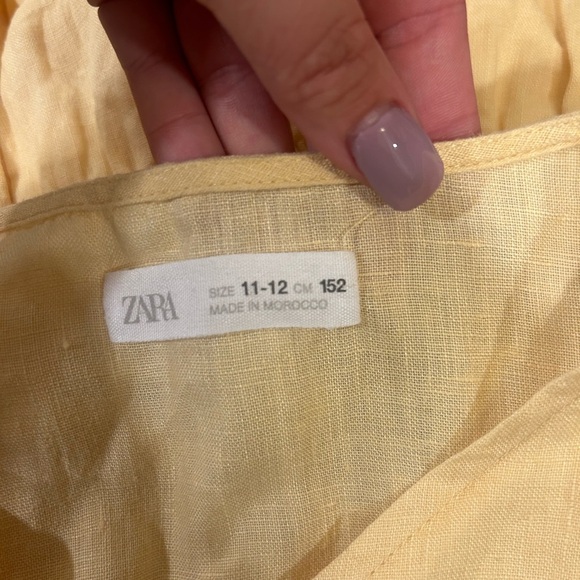 ZARA
SIZE 11-12 CM 152
MADE IN MOROCCO